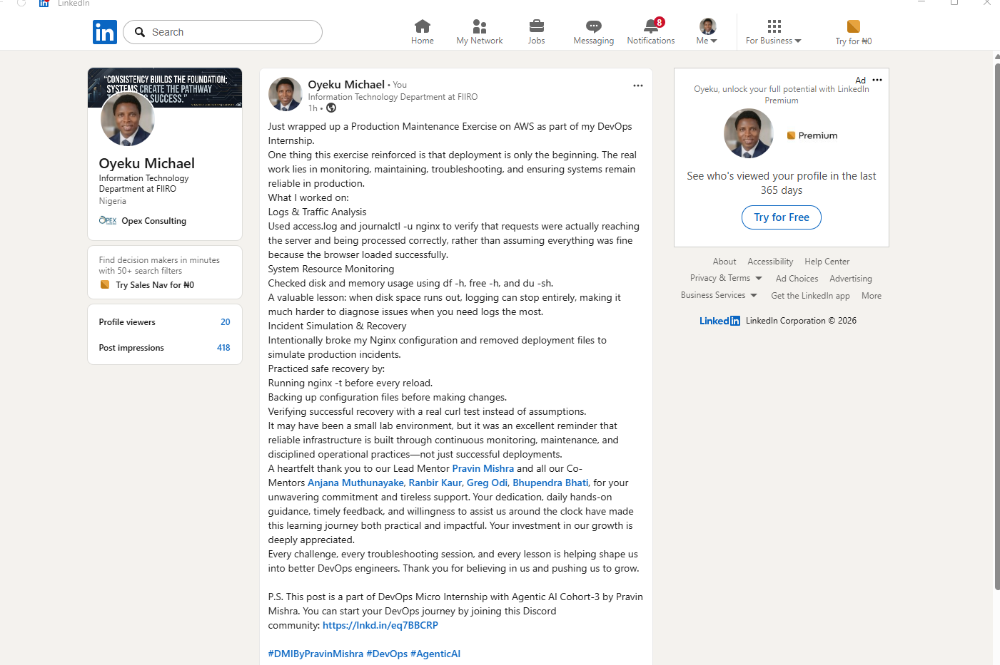 LinkedIn
in
Search
Home
My Network
Jobs
Messaging
8
Notifications
Me
For Business
Try for ₦0
"CONSISTENCY BUILDS THE FOUNDATION;
SYSTEMS CREATE THE PATHWAY
SUCCESS."
Oyeku Michael
Information Technology
Department at FIIRO
Nigeria
OPEX
Opex Consulting
Find decision makers in minutes
with 50+ search filters
Try Sales Nav for ₦0
Profile viewers 20
Post impressions 418
Oyeku Michael • You
Information Technology Department at FIIRO
1h •
Just wrapped up a Production Maintenance Exercise on AWS as part of my DevOps
Internship.
One thing this exercise reinforced is that deployment is only the beginning. The real
work lies in monitoring, maintaining, troubleshooting, and ensuring systems remain
reliable in production.
What I worked on:
Logs & Traffic Analysis
Used access.log and journalctl -u nginx to verify that requests were actually reaching
the server and being processed correctly, rather than assuming everything was fine
because the browser loaded successfully.
System Resource Monitoring
Checked disk and memory usage using df -h, free -h, and du -sh.
A valuable lesson: when disk space runs out, logging can stop entirely, making it
much harder to diagnose issues when you need logs the most.
Incident Simulation & Recovery
Intentionally broke my Nginx configuration and removed deployment files to
simulate production incidents.
Practiced safe recovery by:
Running nginx -t before every reload.
Backing up configuration files before making changes.
Verifying successful recovery with a real curl test instead of assumptions.
It may have been a small lab environment, but it was an excellent reminder that
reliable infrastructure is built through continuous monitoring, maintenance, and
disciplined operational practices—not just successful deployments.
A heartfelt thank you to our Lead Mentor Pravin Mishra and all our Co-
Mentors Anjana Muthunayake, Ranbir Kaur, Greg Odi, Bhupendra Bhati, for your
unwavering commitment and tireless support. Your dedication, daily hands-on
guidance, timely feedback, and willingness to assist us around the clock have made
this learning journey both practical and impactful. Your investment in our growth is
deeply appreciated.
Every challenge, every troubleshooting session, and every lesson is helping shape us
into better DevOps engineers. Thank you for believing in us and pushing us to grow.
P.S. This post is a part of DevOps Micro Internship with Agentic AI Cohort-3 by Pravin
Mishra. You can start your DevOps journey by joining this Discord
community: https://lnkd.in/eq7BBCRP
#DMIByPravinMishra #DevOps #AgenticAI
Ad
Oyeku, unlock your full potential with LinkedIn
Premium
Premium
See who's viewed your profile in the last
365 days
Try for Free
About Accessibility Help Center
Privacy & Terms Ad Choices Advertising
Business Services Get the LinkedIn app More
LinkedIn LinkedIn Corporation © 2026